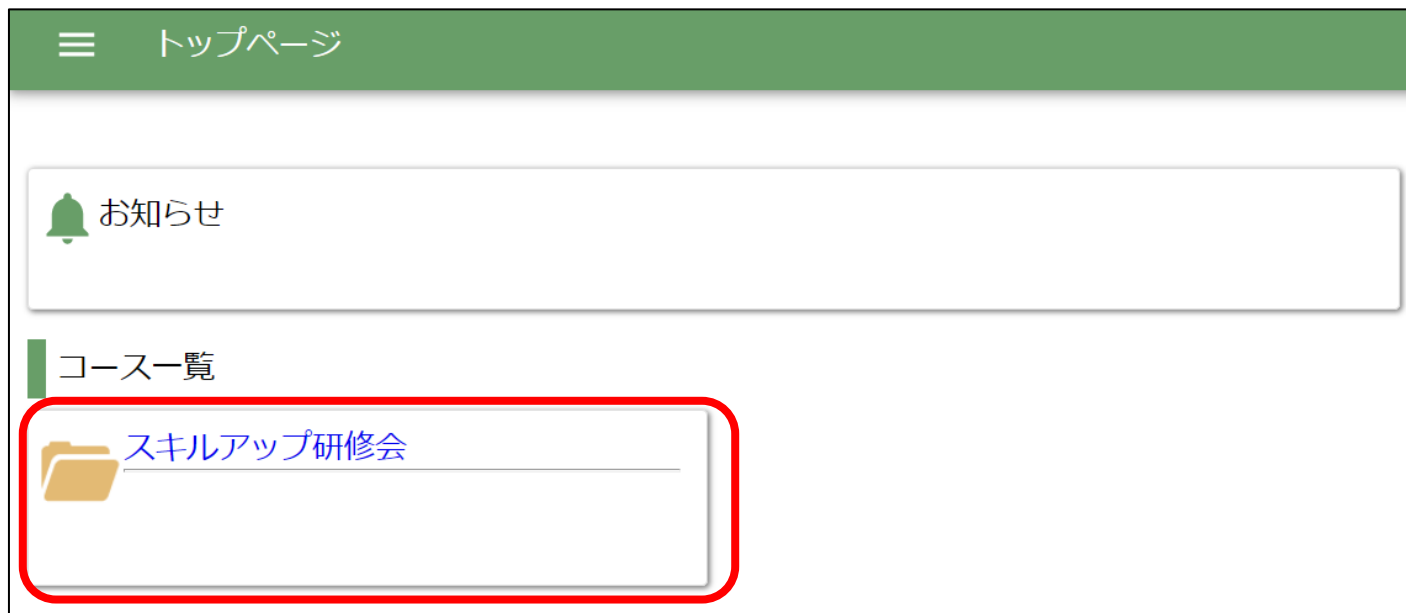 トップページ
お知らせ
コース一覧
スキルアップ研修会